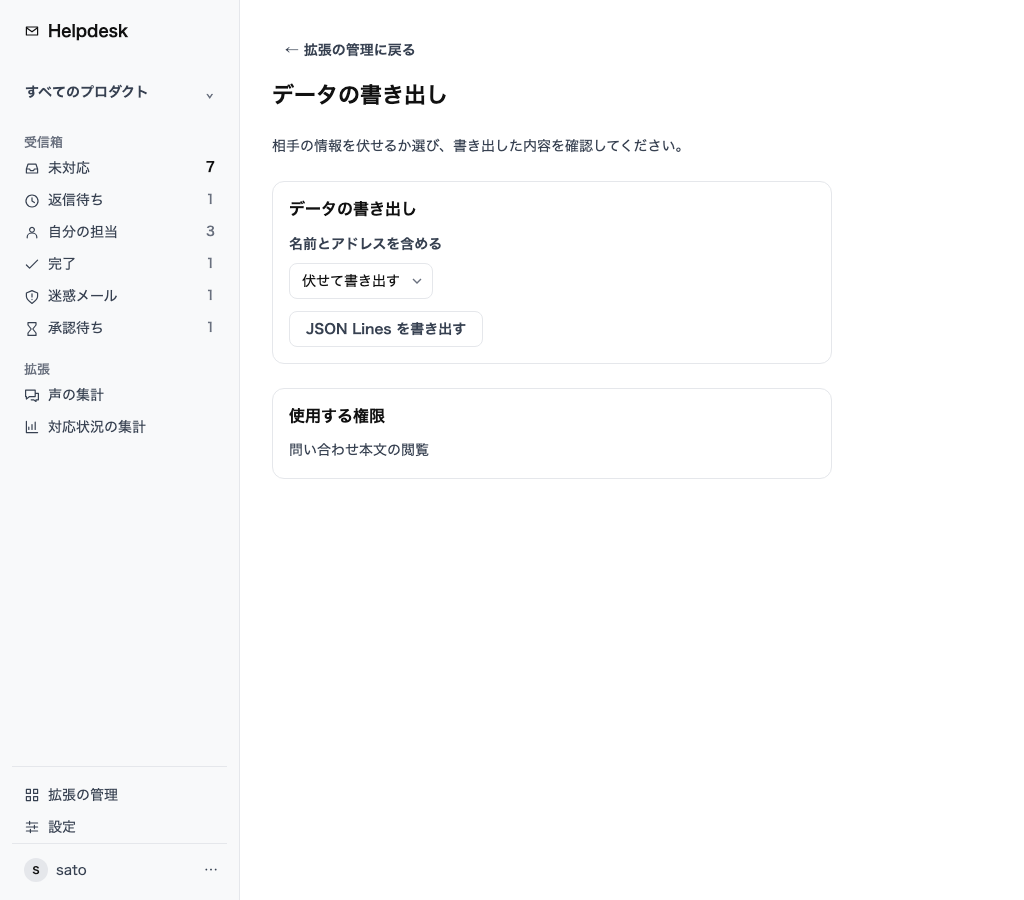 Helpdesk
すべてのプロダクト
受信箱
未対応 7
返信待ち 1
自分の担当 3
完了 1
迷惑メール 1
承認待ち 1
拡張
声の集計
対応状況の集計
拡張の管理
設定
S sato ...
← 拡張の管理に戻る
データの書き出し
相手の情報を伏せるか選び、書き出した内容を確認してください。
データの書き出し
名前とアドレスを含める
伏せて書き出す
JSON Lines を書き出す
使用する権限
問い合わせ本文の閲覧